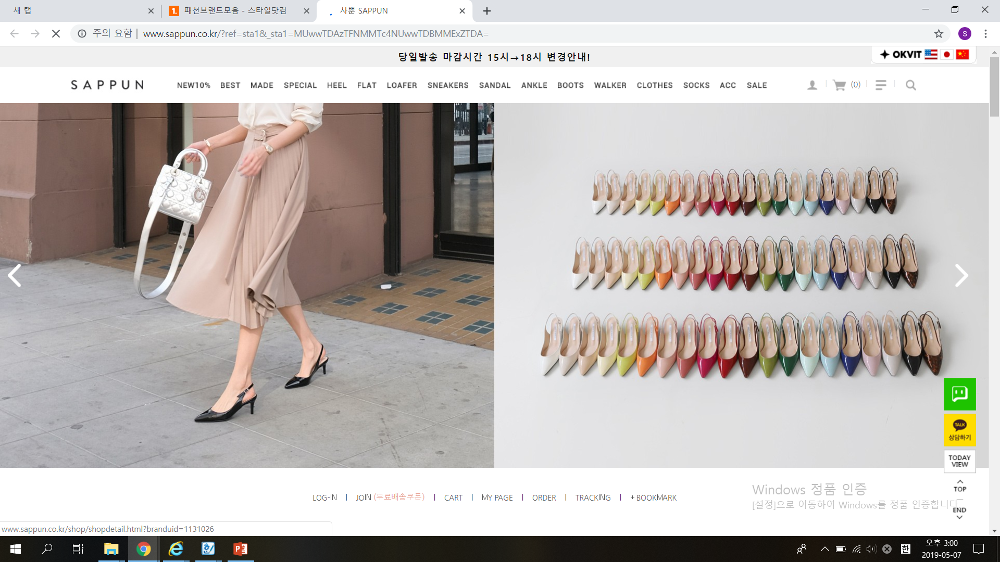 새 탭
패션브랜드모음 - 스타일닷컴
사뿐 SAPPUN
주의 요함 | www.sappun.co.kr/?ref=sta1&_sta1=MUwwTDAzTFNMMTc4NUwwTDBMMExZTDA=
S
당일발송 마감시간 15시→18시 변경안내!
OKVIT
SAPPUN
NEW10% BEST MADE SPECIAL HEEL FLAT LOAFER SNEAKERS SANDAL ANKLE BOOTS WALKER CLOTHES SOCKS ACC SALE
(0)
TALK
상담하기
TODAY
VIEW
TOP
END
LOG-IN | JOIN (무료배송쿠폰) | CART | MY PAGE | ORDER | TRACKING | + BOOKMARK
Windows 정품 인증
[설정]으로 이동하여 Windows를 정품 인증합니다
www.sappun.co.kr/shop/shopdetail.html?branduid=1131026
한
오후 3:00
2019-05-07